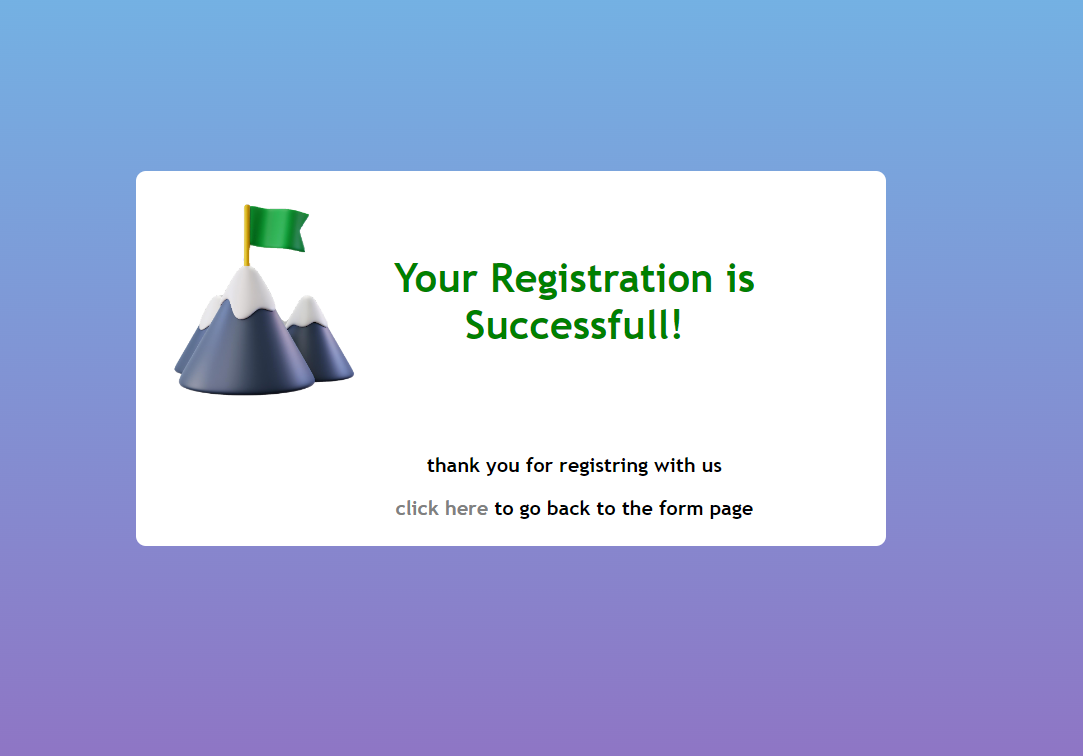 Your Registration is
Successfull!
thank you for registring with us
click here to go back to the form page